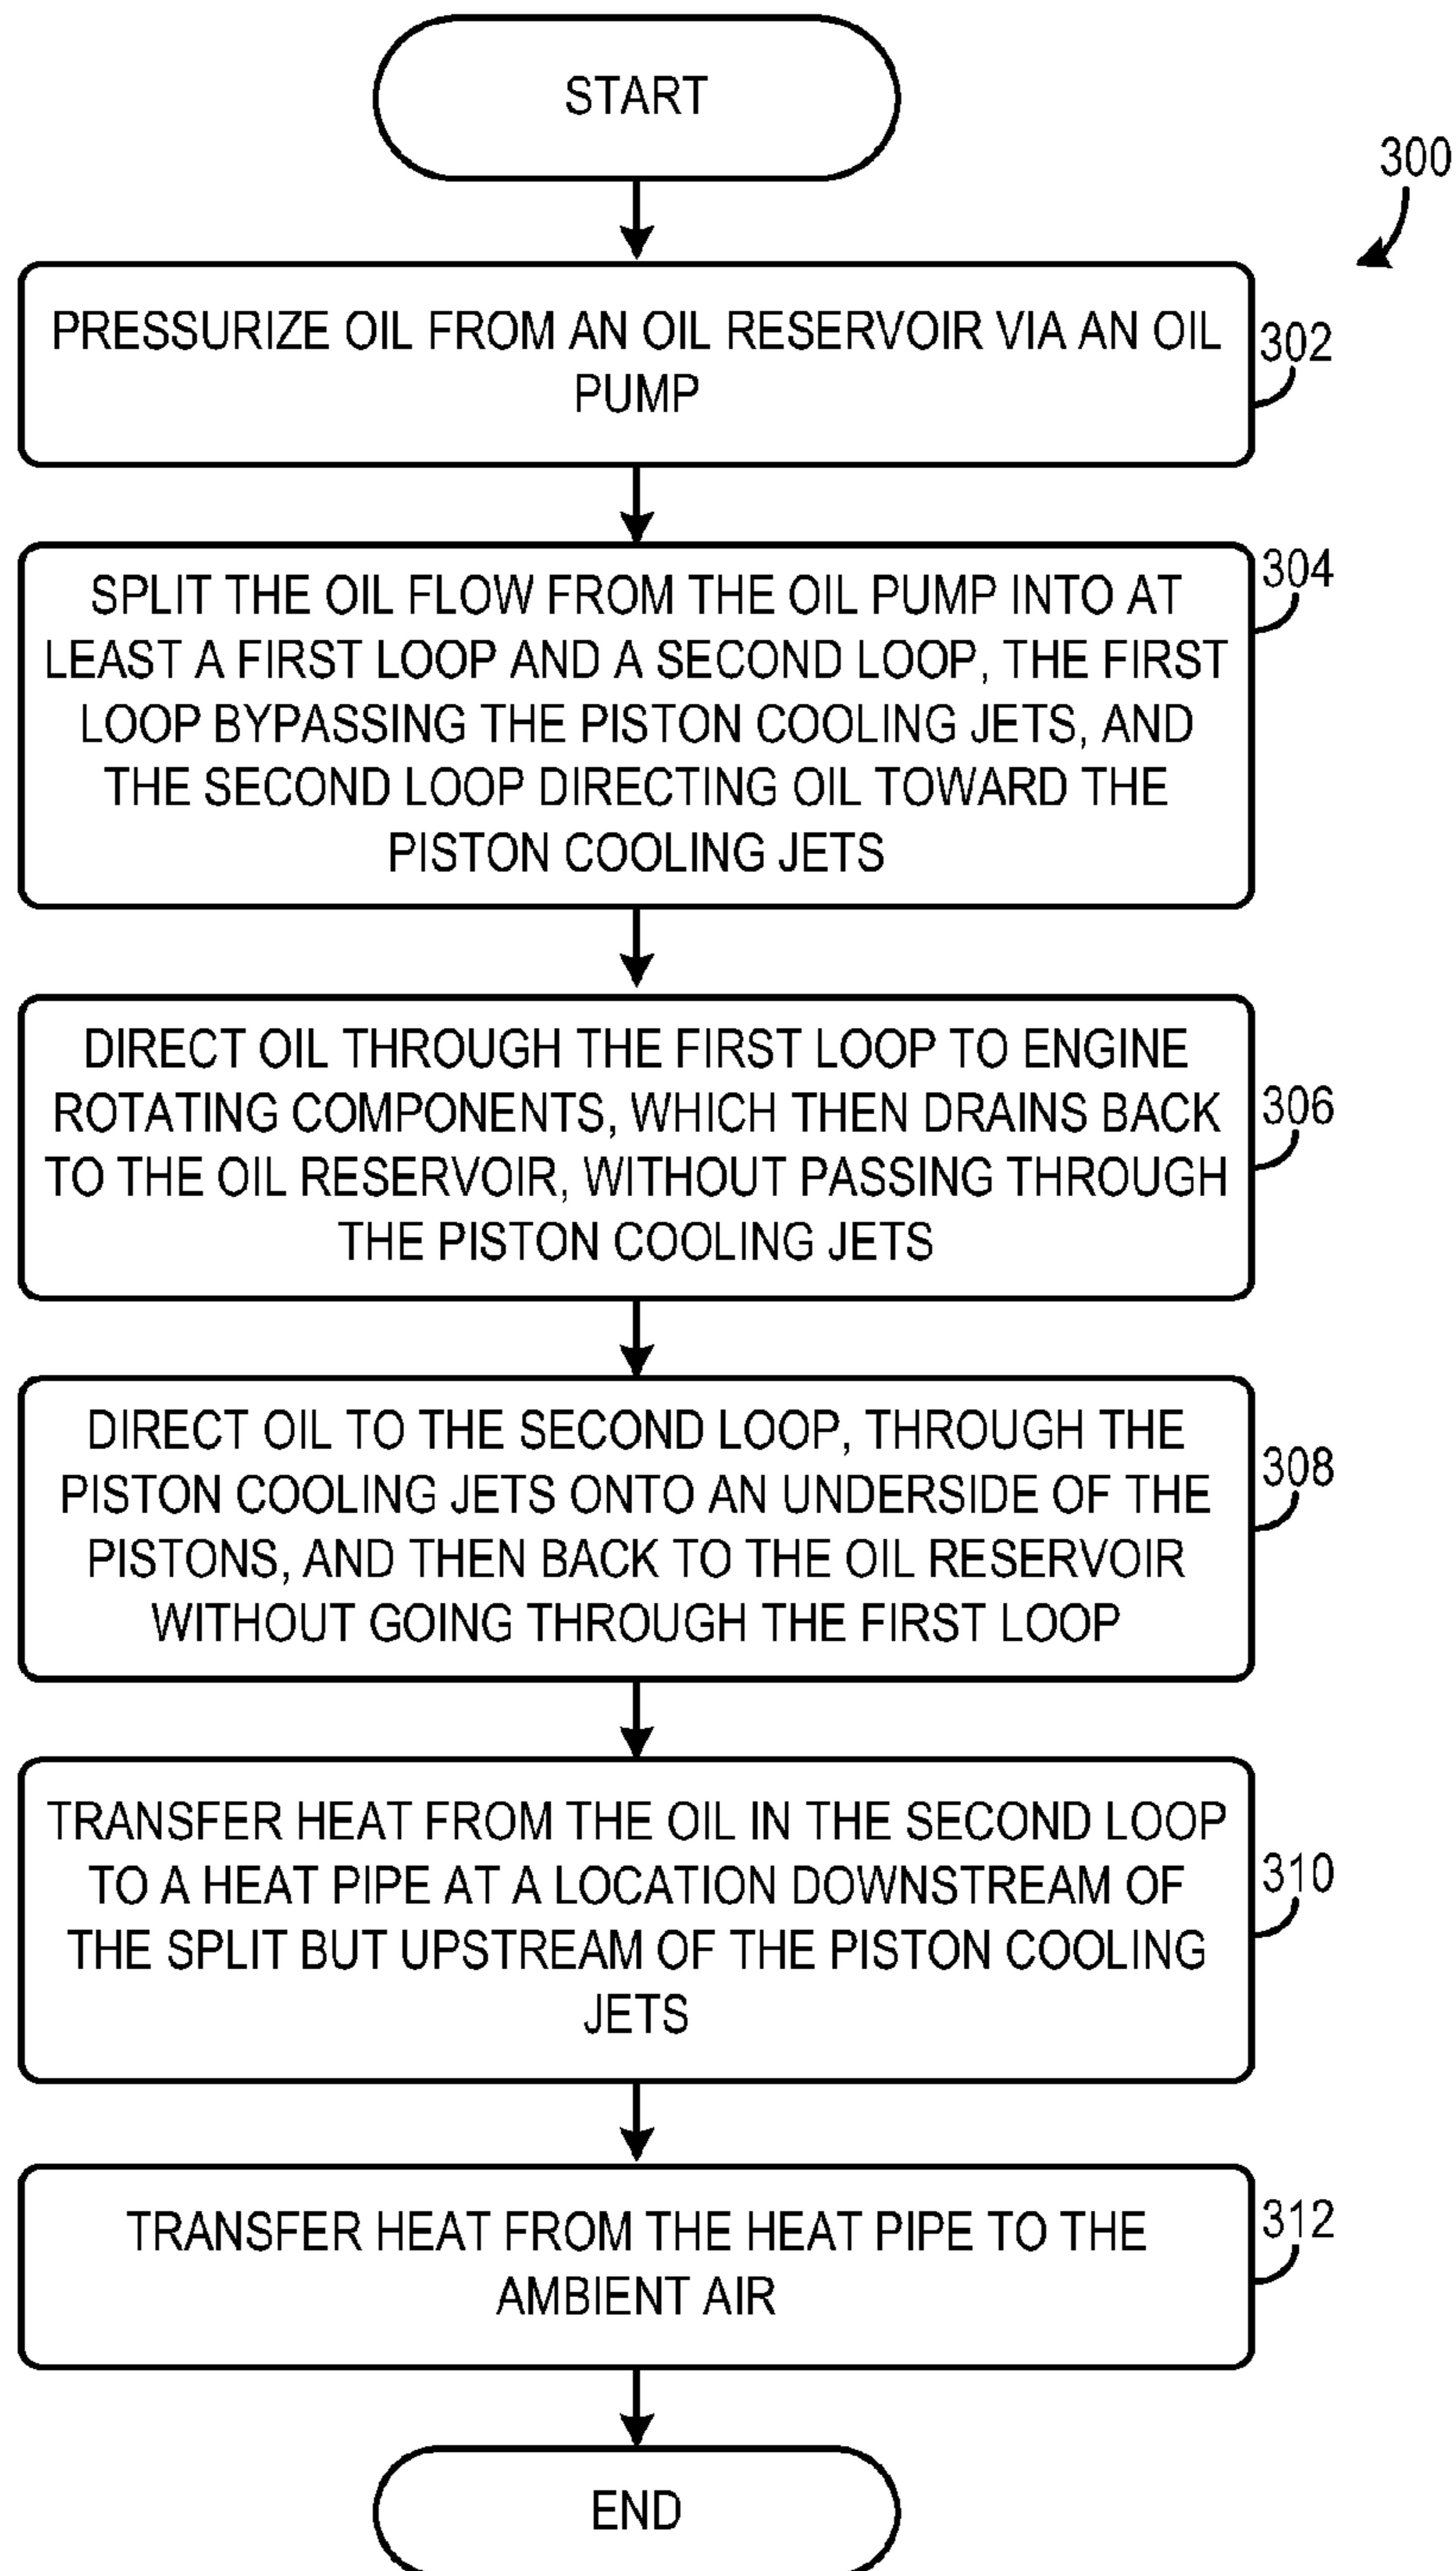 START
300
PRESSURIZE OIL FROM AN OIL RESERVOIR VIA AN OIL
PUMP
302
SPLIT THE OIL FLOW FROM THE OIL PUMP INTO AT
LEAST A FIRST LOOP AND A SECOND LOOP, THE FIRST
LOOP BYPASSING THE PISTON COOLING JETS, AND
THE SECOND LOOP DIRECTING OIL TOWARD THE
PISTON COOLING JETS
304
DIRECT OIL THROUGH THE FIRST LOOP TO ENGINE
ROTATING COMPONENTS, WHICH THEN DRAINS BACK
TO THE OIL RESERVOIR, WITHOUT PASSING THROUGH
THE PISTON COOLING JETS
306
DIRECT OIL TO THE SECOND LOOP, THROUGH THE
PISTON COOLING JETS ONTO AN UNDERSIDE OF THE
PISTONS, AND THEN BACK TO THE OIL RESERVOIR
WITHOUT GOING THROUGH THE FIRST LOOP
308
TRANSFER HEAT FROM THE OIL IN THE SECOND LOOP
TO A HEAT PIPE AT A LOCATION DOWNSTREAM OF
THE SPLIT BUT UPSTREAM OF THE PISTON COOLING
JETS
310
TRANSFER HEAT FROM THE HEAT PIPE TO THE
AMBIENT AIR
312
END